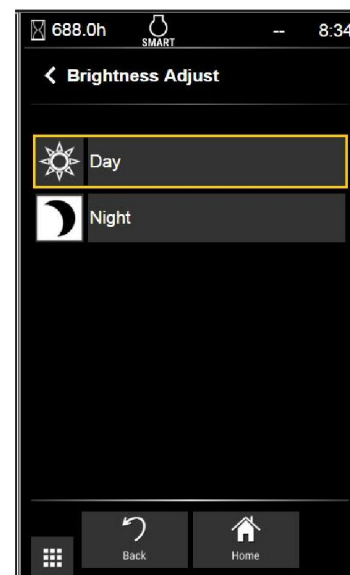 688.0h -- 8:34
SMART
Brightness Adjust
Day
Night
Back Home